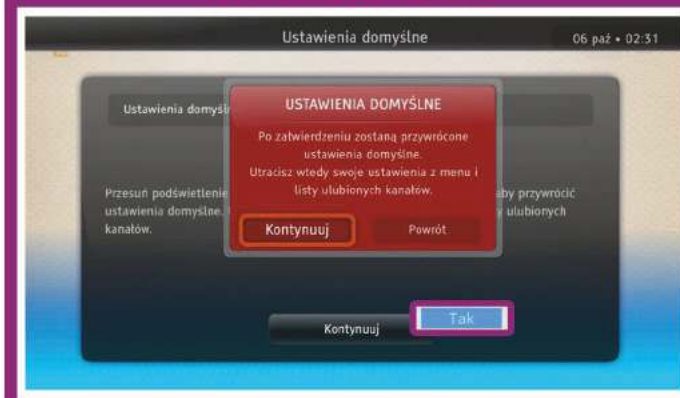 Ustawienia domyślne
06 paź • 02:31
Ustawienia domyśl
USTAWIENIA DOMYŚLNE
Po zatwierdzeniu zostaną przywrócone
ustawienia domyślne.
Utracisz wtedy swoje ustawienia z menu i
listy ulubionych kanałów.
Przesuń podświetlenie aby przywrócić
ustawienia domyślne. y ulubionych
kanałów.
Kontynuuj Powrót
Kontynuuj
Tak